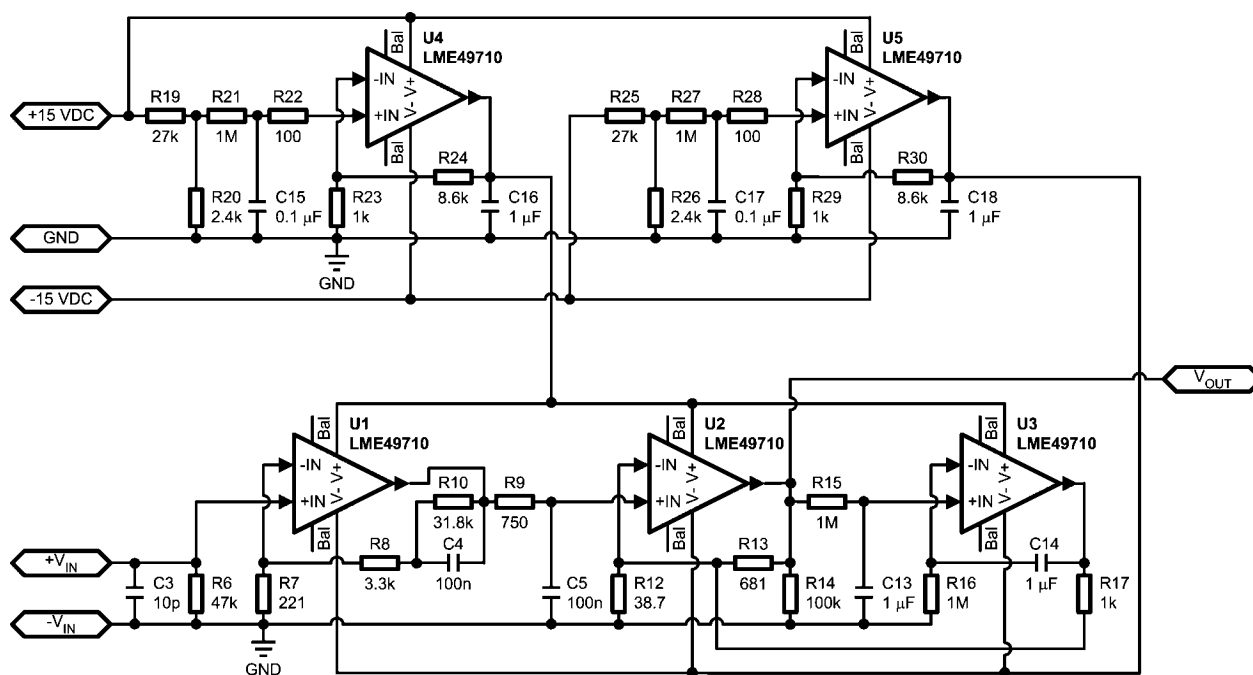 U4
LME49710
U5
LME49710
Bal
-IN
V+
V-
+IN
Bal
Bal
-IN
V+
V-
+IN
Bal
+15 VDC
R19
27k
R21
1M
R22
100
R25
27k
R27
1M
R28
100
R24
8.6k
R30
8.6k
R20
2.4k
C15
0.1 µF
R23
1k
C16
1 µF
R26
2.4k
C17
0.1 µF
R29
1k
C18
1 µF
GND
GND
-15 VDC
VOUT
U1
LME49710
U2
LME49710
U3
LME49710
Bal
-IN
V+
V-
+IN
Bal
Bal
-IN
V+
V-
+IN
Bal
Bal
-IN
V+
V-
+IN
Bal
R10
31.8k
R9
750
R15
1M
R8
3.3k
C4
100n
R13
681
C14
1 µF
+VIN
C3
10p
R6
47k
R7
221
C5
100n
R12
38.7
R14
100k
C13
1 µF
R16
1M
R17
1k
-VIN
GND